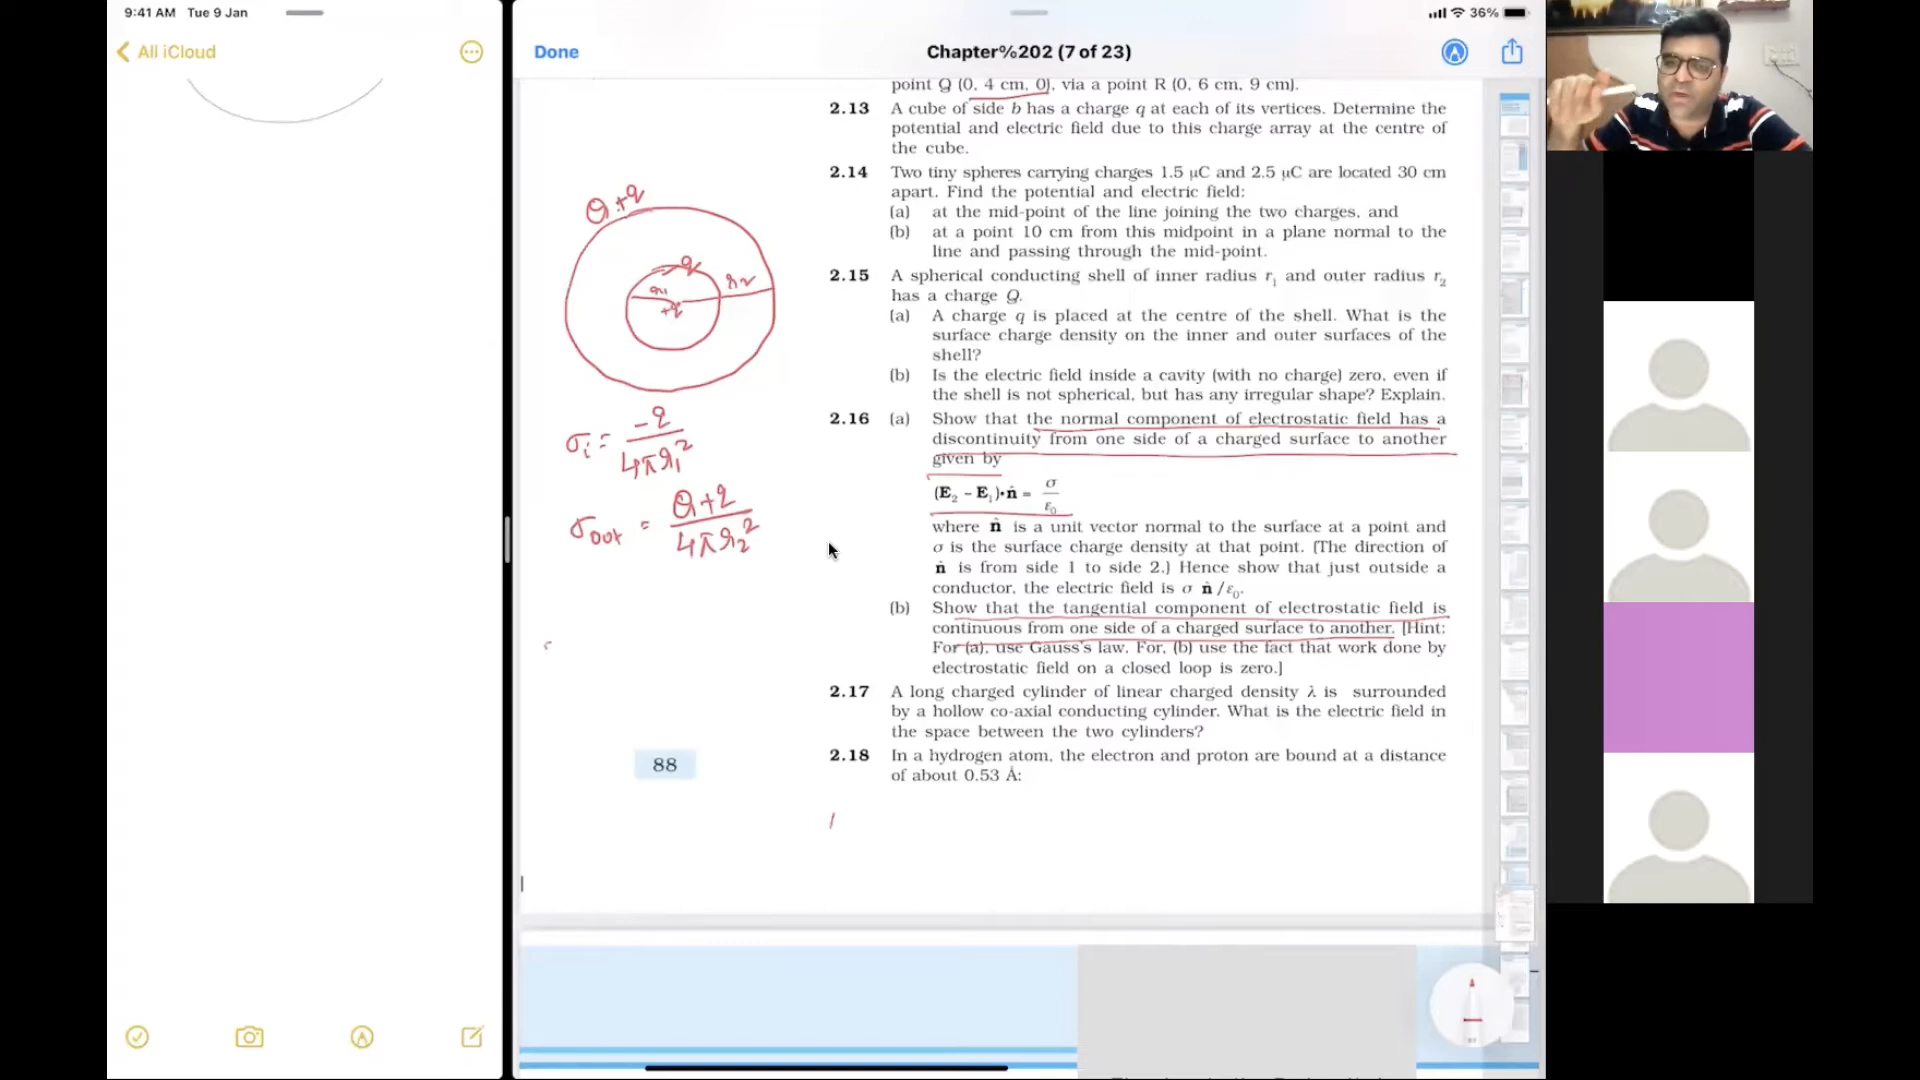 9:41 AM Tue 9 Jan
36%
All iCloud
Done
Chapter%202 (7 of 23)
point Q (0, 4 cm, 0), via a point R (0, 6 cm, 9 cm).
2.13 A cube of side b has a charge q at each of its vertices. Determine the
potential and electric field due to this charge array at the centre of
the cube.
2.14 Two tiny spheres carrying charges 1.5 μC and 2.5 μC are located 30 cm
apart. Find the potential and electric field:
(a) at the mid-point of the line joining the two charges, and
(b) at a point 10 cm from this midpoint in a plane normal to the
line and passing through the mid-point.
2.15 A spherical conducting shell of inner radius r₁ and outer radius r₂
has a charge Q.
(a) A charge q is placed at the centre of the shell. What is the
surface charge density on the inner and outer surfaces of the
shell?
(b) Is the electric field inside a cavity (with no charge) zero, even if
the shell is not spherical, but has any irregular shape? Explain.
2.16 (a) Show that the normal component of electrostatic field has a
discontinuity from one side of a charged surface to another
given by
(E₂ – E₁)•n̂ = σ/ε₀
where n̂ is a unit vector normal to the surface at a point and
σ is the surface charge density at that point. (The direction of
n̂ is from side 1 to side 2.) Hence show that just outside a
conductor, the electric field is σ n̂/ε₀.
(b) Show that the tangential component of electrostatic field is
continuous from one side of a charged surface to another. [Hint:
For (a), use Gauss's law. For, (b) use the fact that work done by
electrostatic field on a closed loop is zero.]
2.17 A long charged cylinder of linear charged density λ is surrounded
by a hollow co-axial conducting cylinder. What is the electric field in
the space between the two cylinders?
2.18 In a hydrogen atom, the electron and proton are bound at a distance
of about 0.53 Å:
88
Q+q
-q
r₁
r₂
+q
σi = -q/4πr₁²
σout = Q+q/4πr₂²